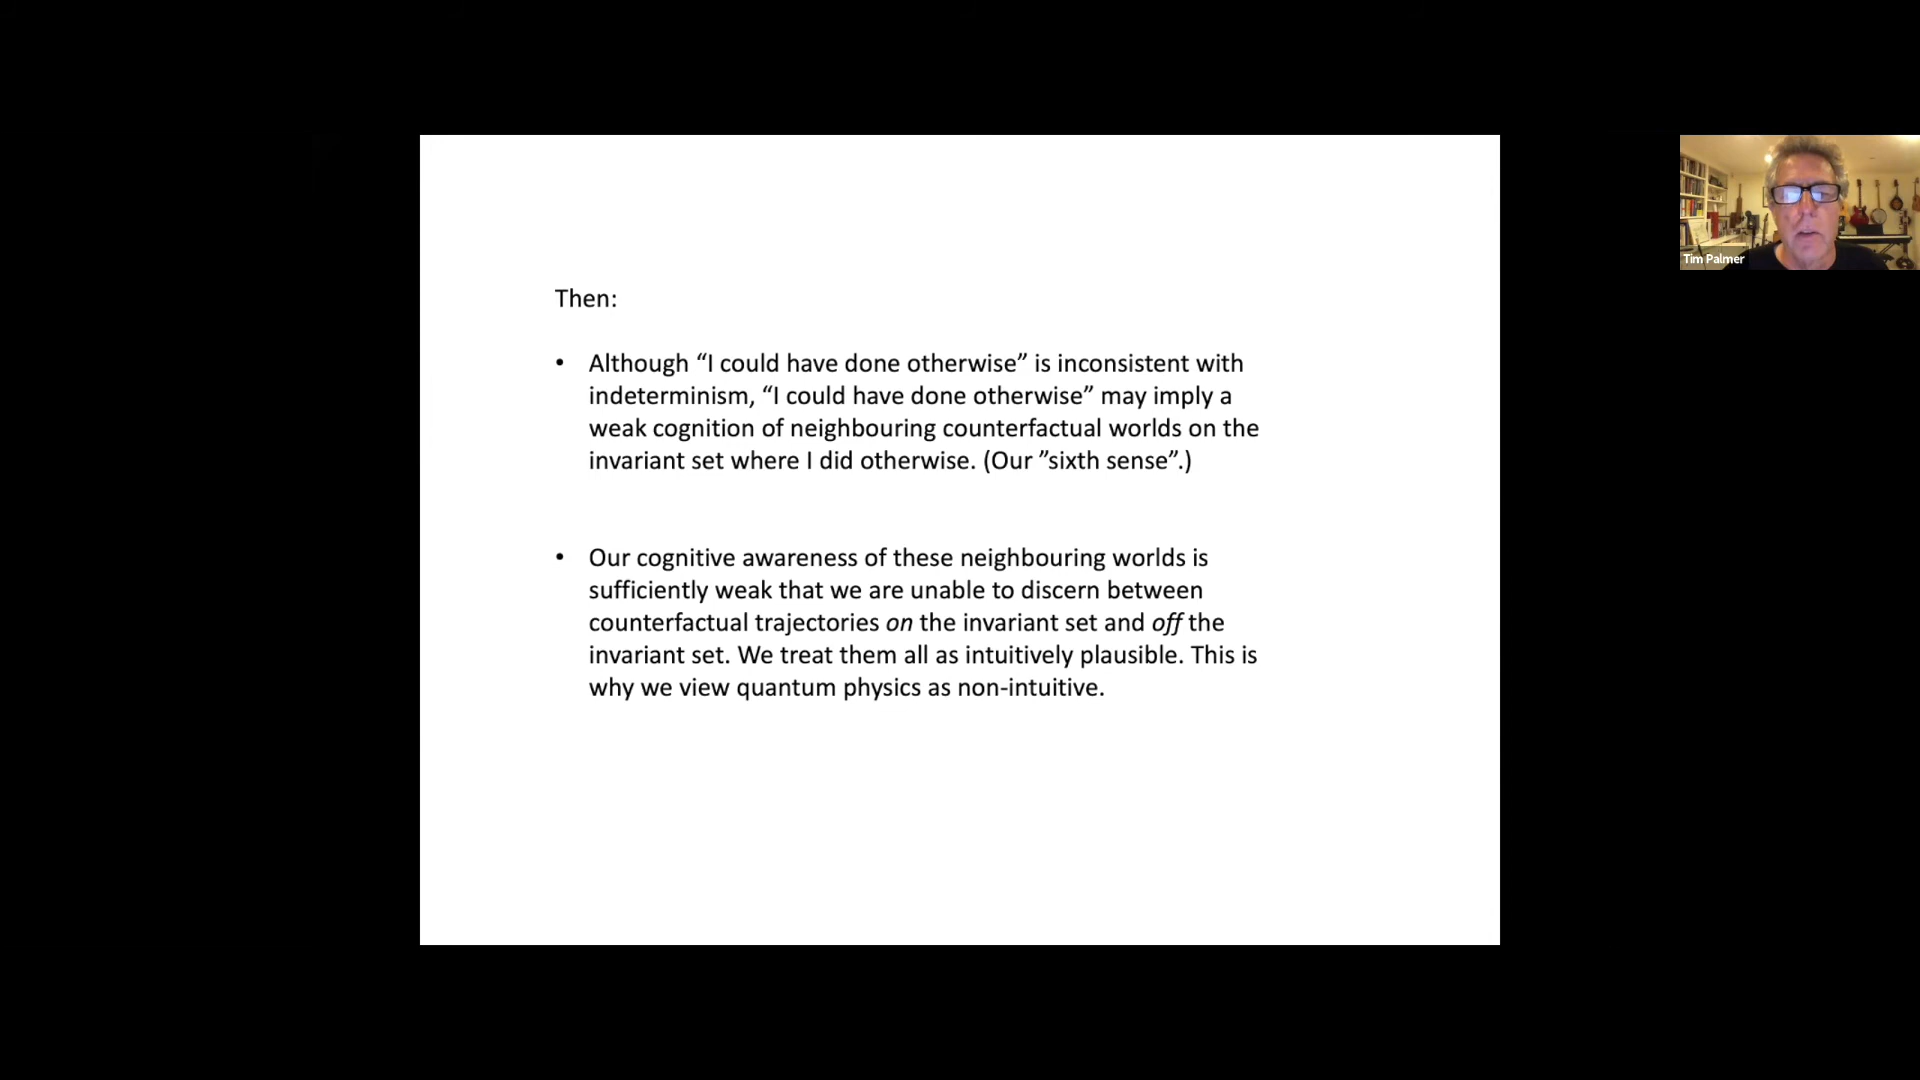 Then:
• Although “I could have done otherwise” is inconsistent with
indeterminism, “I could have done otherwise” may imply a
weak cognition of neighbouring counterfactual worlds on the
invariant set where I did otherwise. (Our ”sixth sense”.)
• Our cognitive awareness of these neighbouring worlds is
sufficiently weak that we are unable to discern between
counterfactual trajectories on the invariant set and off the
invariant set. We treat them all as intuitively plausible. This is
why we view quantum physics as non-intuitive.
Tim Palmer